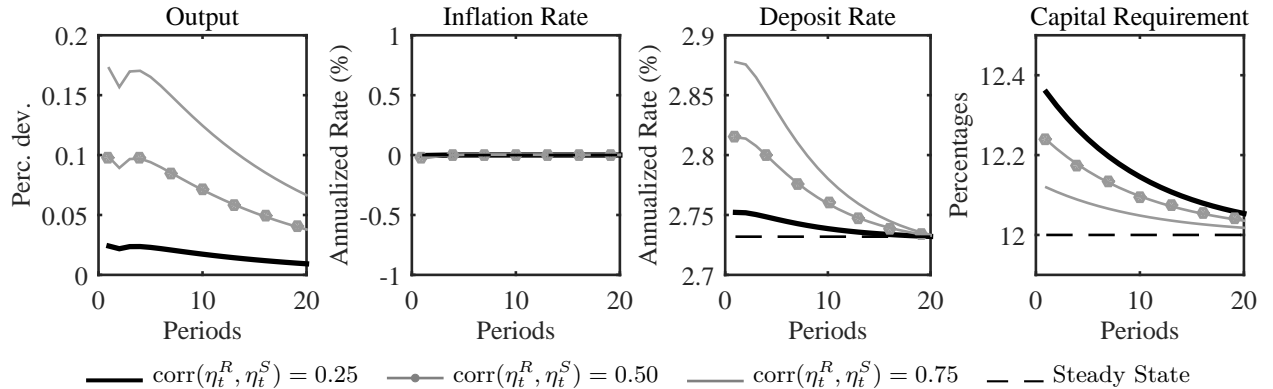 Output
Inflation Rate
Deposit Rate
Capital Requirement
Perc. dev.
0.2
0.15
0.1
0.05
0
0
10
20
Periods
Annualized Rate (%)
1
0.5
0
-0.5
-1
0
10
20
Periods
Annualized Rate (%)
2.9
2.85
2.8
2.75
2.7
0
10
20
Periods
Percentages
12.4
12.2
12
0
10
20
Periods
corr(η_t^R, η_t^S) = 0.25
corr(η_t^R, η_t^S) = 0.50
corr(η_t^R, η_t^S) = 0.75
Steady State